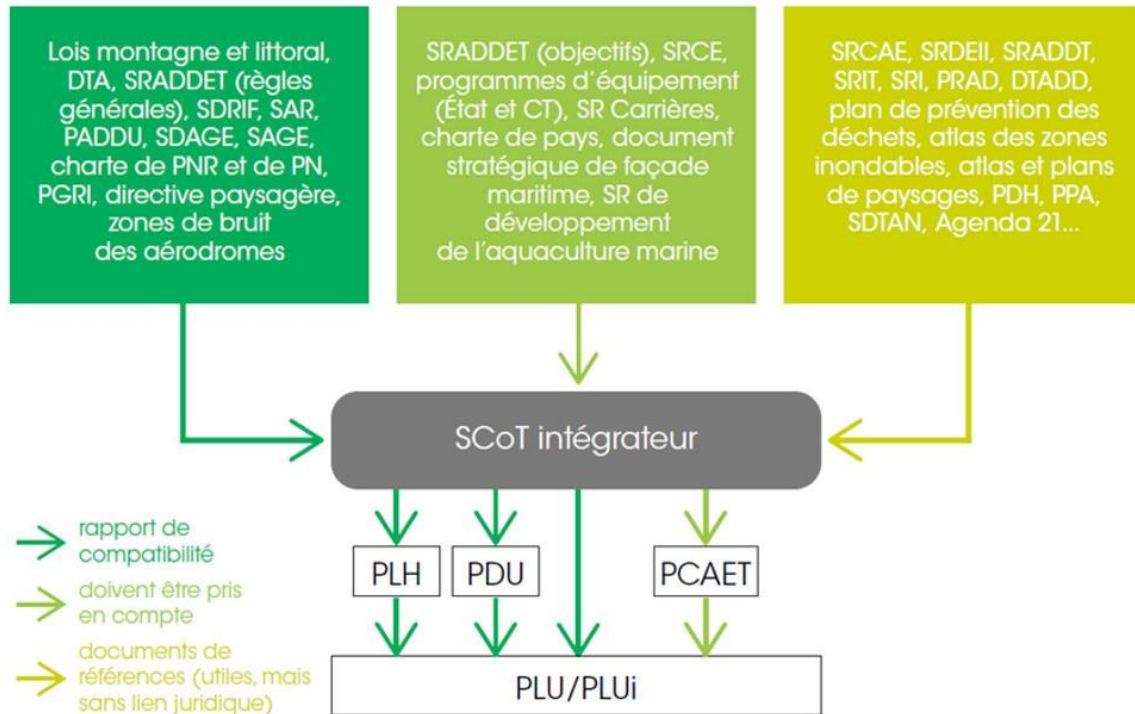 Lois montagne et littoral,
DTA, SRADDET (règles
générales), SDRIF, SAR,
PADDU, SDAGE, SAGE,
charte de PNR et de PN,
PGRI, directive paysagère,
zones de bruit
des aérodromes
SRADDET (objectifs), SRCE,
programmes d'équipement
(État et CT), SR Carrières,
charte de pays, document
stratégique de façade
maritime, SR de
développement
de l'aquaculture marine
SRCAE, SRDEII, SRADDT,
SRIT, SRI, PRAD, DTADD,
plan de prévention des
déchets, atlas des zones
inondables, atlas et plans
de paysages, PDH, PPA,
SDTAN, Agenda 21...
SCoT intégrateur
rapport de
compatibilité
doivent être pris
en compte
documents de
références (utiles, mais
sans lien juridique)
PLH
PDU
PCAET
PLU/PLUi